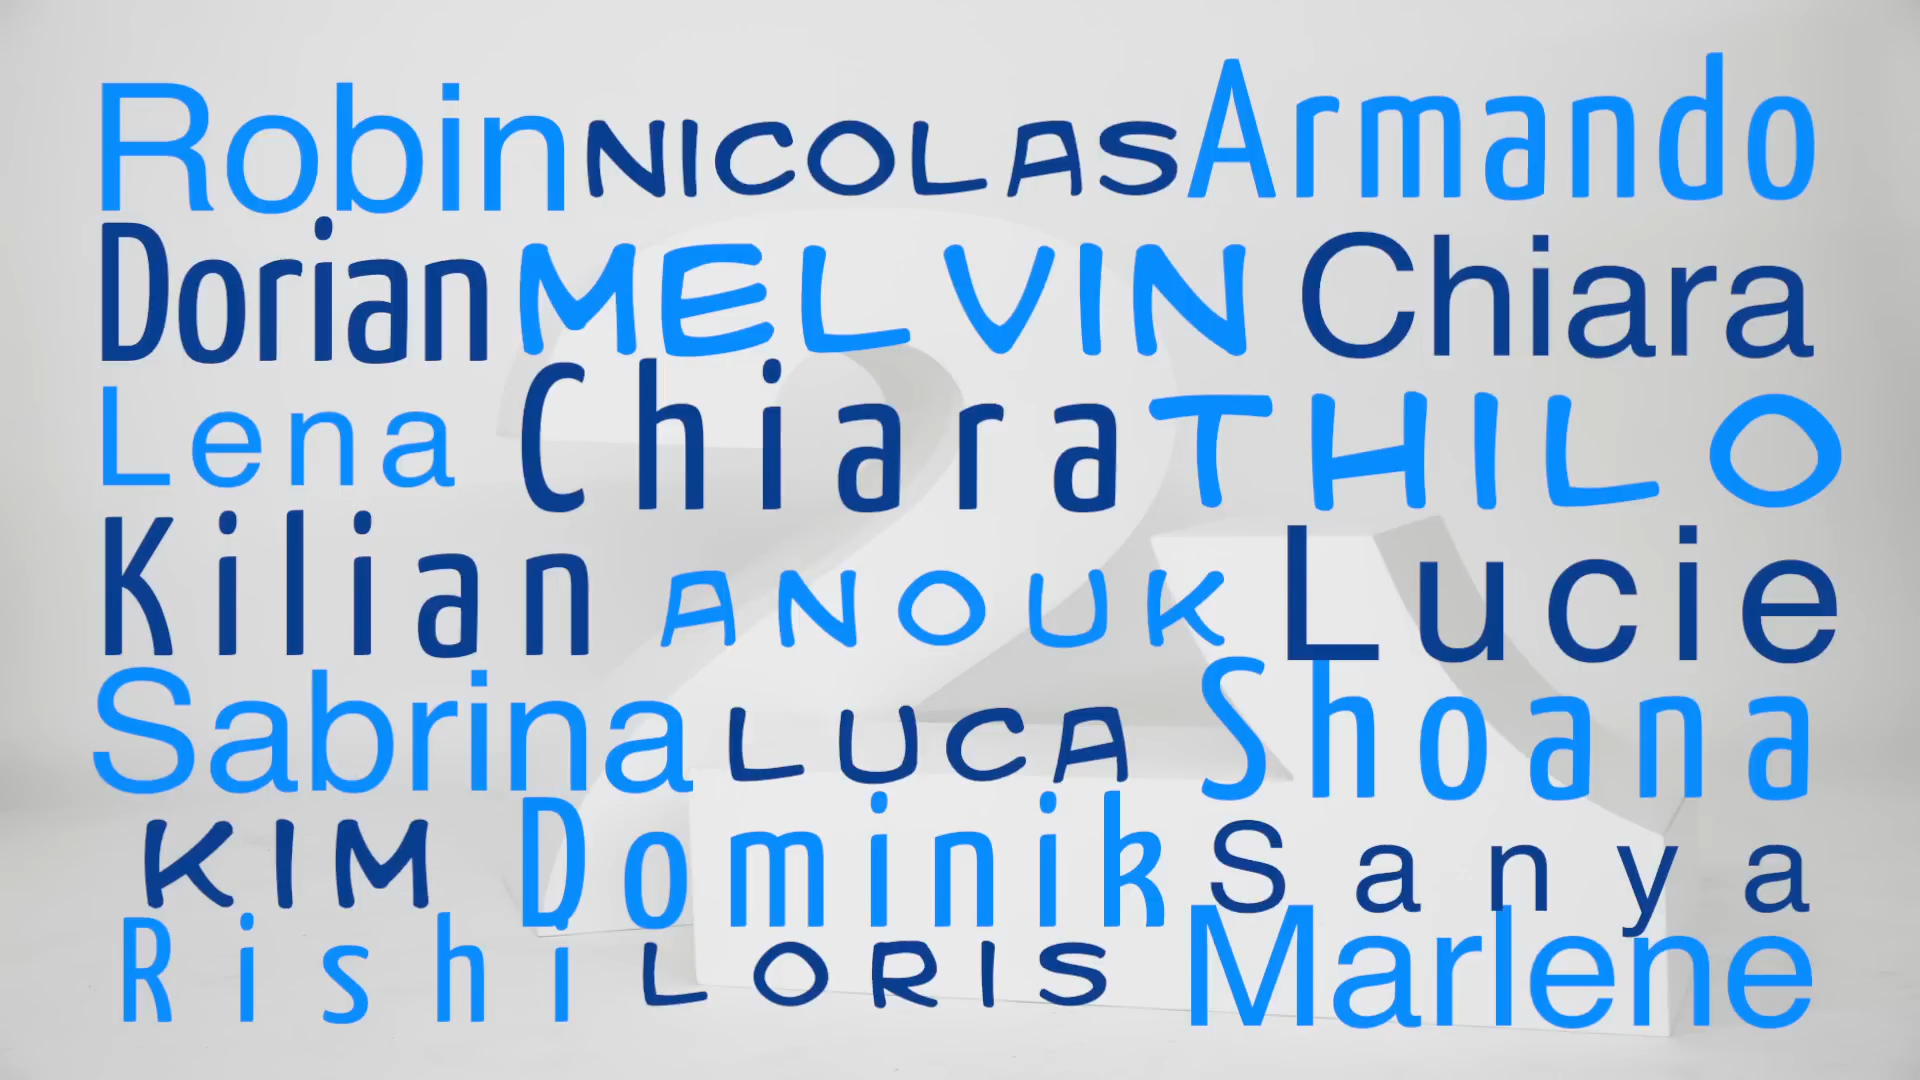 Robin NICOLAS Armando
Dorian MELVIN Chiara
Lena Chiara THILO
Kilian ANOUK Lucie
Sabrina LUCA Shoana
KIM Dominik Sanya
Rishi LORIS Marlene